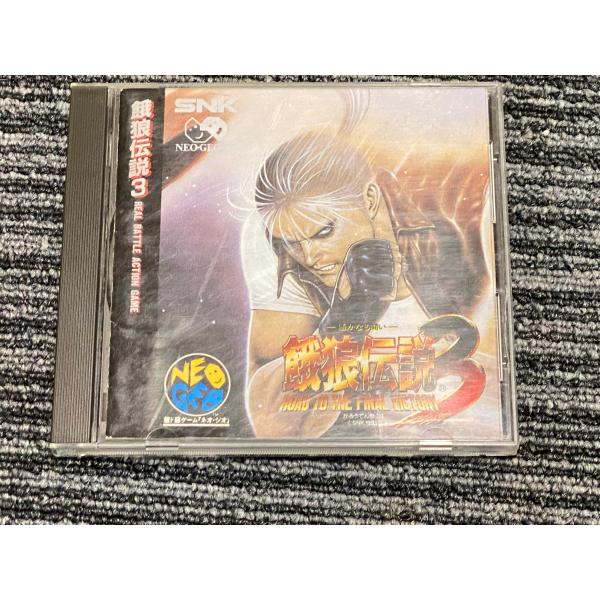 餓狼伝説3 REAL BATTLE ACTION GAME
SNK
NEO-GEO
NEO
GEO
TM
―遥かなる闘い―
餓狼伝説3
ROAD TO THE FINAL VICTORY